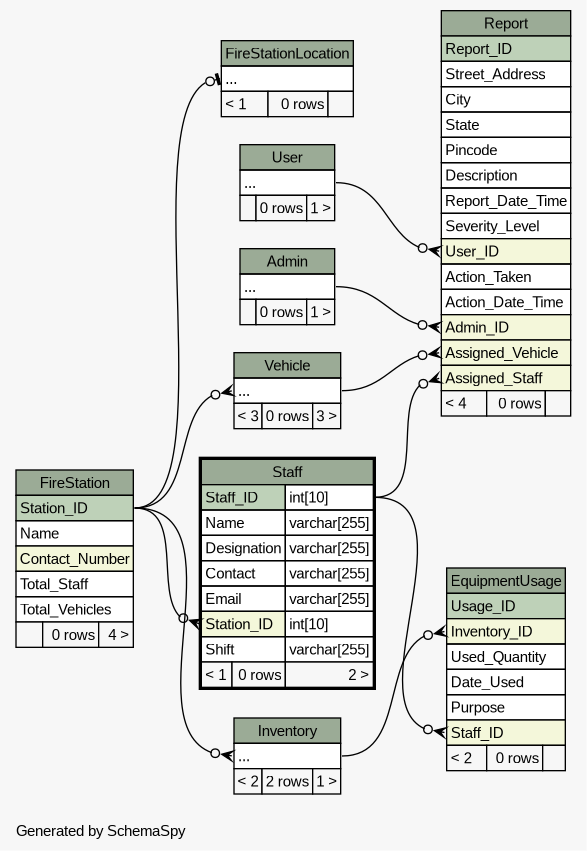 Report
Report_ID
Street_Address
City
State
Pincode
Description
Report_Date_Time
Severity_Level
User_ID
Action_Taken
Action_Date_Time
Admin_ID
Assigned_Vehicle
Assigned_Staff
< 4 0 rows
FireStationLocation
...
< 1 0 rows
User
...
0 rows 1 >
Admin
...
0 rows 1 >
Vehicle
...
< 3 0 rows 3 >
FireStation
Station_ID
Name
Contact_Number
Total_Staff
Total_Vehicles
0 rows 4 >
Staff
Staff_ID int[10]
Name varchar[255]
Designation varchar[255]
Contact varchar[255]
Email varchar[255]
Station_ID int[10]
Shift varchar[255]
< 1 0 rows 2 >
EquipmentUsage
Usage_ID
Inventory_ID
Used_Quantity
Date_Used
Purpose
Staff_ID
< 2 0 rows
Inventory
...
< 2 2 rows 1 >
Generated by SchemaSpy